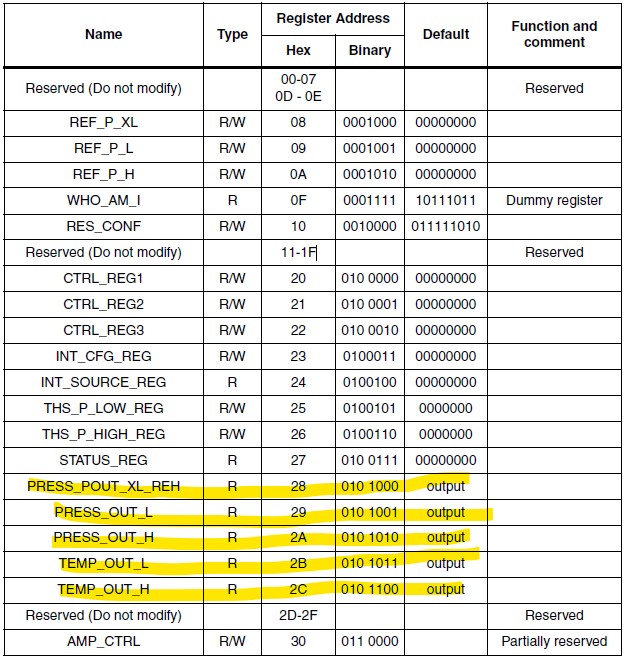 Name Type Register Address Default Function and comment
Hex Binary
Reserved (Do not modify) 00-07 0D - 0E Reserved
REF_P_XL R/W 08 0001000 00000000
REF_P_L R/W 09 0001001 00000000
REF_P_H R/W 0A 0001010 00000000
WHO_AM_I R 0F 0001111 10111011 Dummy register
RES_CONF R/W 10 0010000 011111010
Reserved (Do not modify) 11-1F Reserved
CTRL_REG1 R/W 20 010 0000 00000000
CTRL_REG2 R/W 21 010 0001 00000000
CTRL_REG3 R/W 22 010 0010 00000000
INT_CFG_REG R/W 23 0100011 00000000
INT_SOURCE_REG R 24 0100100 00000000
THS_P_LOW_REG R/W 25 0100101 0000000
THS_P_HIGH_REG R/W 26 0100110 0000000
STATUS_REG R 27 010 0111 00000000
PRESS_POUT_XL_REH R 28 010 1000 output
PRESS_OUT_L R 29 010 1001 output
PRESS_OUT_H R 2A 010 1010 output
TEMP_OUT_L R 2B 010 1011 output
TEMP_OUT_H R 2C 010 1100 output
Reserved (Do not modify) 2D-2F Reserved
AMP_CTRL R/W 30 011 0000 Partially reserved